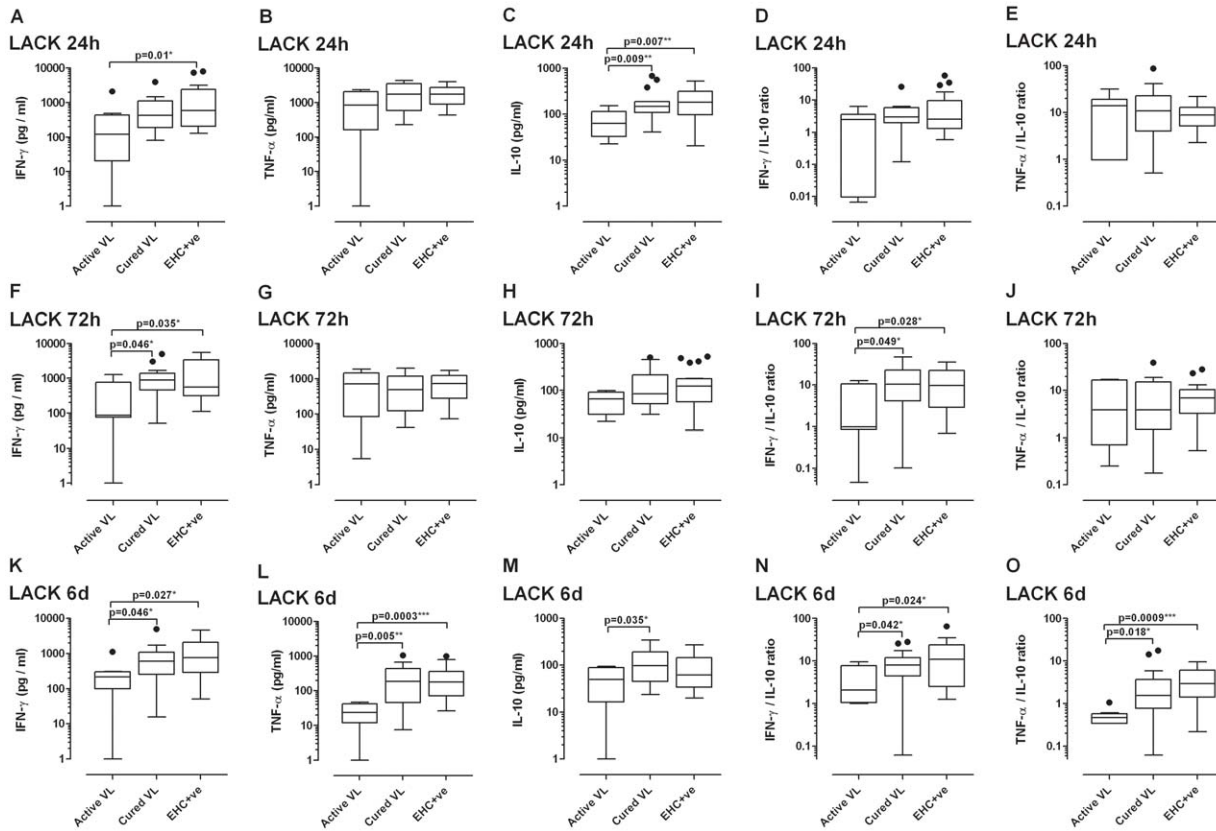 A
LACK 24h
p=0.01*
10000
1000
100
10
1
IFN-γ (pg / ml)
Active VL
Cured VL
EHC+ve
B
LACK 24h
10000
1000
100
10
1
TNF-α (pg/ml)
Active VL
Cured VL
EHC+ve
C
LACK 24h
p=0.007**
p=0.009**
1000
100
10
1
IL-10 (pg/ml)
Active VL
Cured VL
EHC+ve
D
LACK 24h
100
10
1
0.1
0.01
IFN-γ / IL-10 ratio
Active VL
Cured VL
EHC+ve
E
LACK 24h
100
10
1
0.1
TNF-α / IL-10 ratio
Active VL
Cured VL
EHC+ve
F
LACK 72h
p=0.035*
p=0.046*
10000
1000
100
10
1
IFN-γ (pg / ml)
Active VL
Cured VL
EHC+ve
G
LACK 72h
10000
1000
100
10
1
TNF-α (pg/ml)
Active VL
Cured VL
EHC+ve
H
LACK 72h
1000
100
10
1
IL-10 (pg/ml)
Active VL
Cured VL
EHC+ve
I
LACK 72h
p=0.028*
p=0.049*
100
10
1
0.1
IFN-γ / IL-10 ratio
Active VL
Cured VL
EHC+ve
J
LACK 72h
100
10
1
0.1
TNF-α / IL-10 ratio
Active VL
Cured VL
EHC+ve
K
LACK 6d
p=0.027*
p=0.046*
10000
1000
100
10
1
IFN-γ (pg / ml)
Active VL
Cured VL
EHC+ve
L
LACK 6d
p=0.0003***
p=0.005**
10000
1000
100
10
1
TNF-α (pg/ml)
Active VL
Cured VL
EHC+ve
M
LACK 6d
p=0.035*
1000
100
10
1
IL-10 (pg/ml)
Active VL
Cured VL
EHC+ve
N
LACK 6d
p=0.024*
p=0.042*
100
10
1
0.1
IFN-γ / IL-10 ratio
Active VL
Cured VL
EHC+ve
O
LACK 6d
p=0.0009***
p=0.018*
100
10
1
0.1
TNF-α / IL-10 ratio
Active VL
Cured VL
EHC+ve